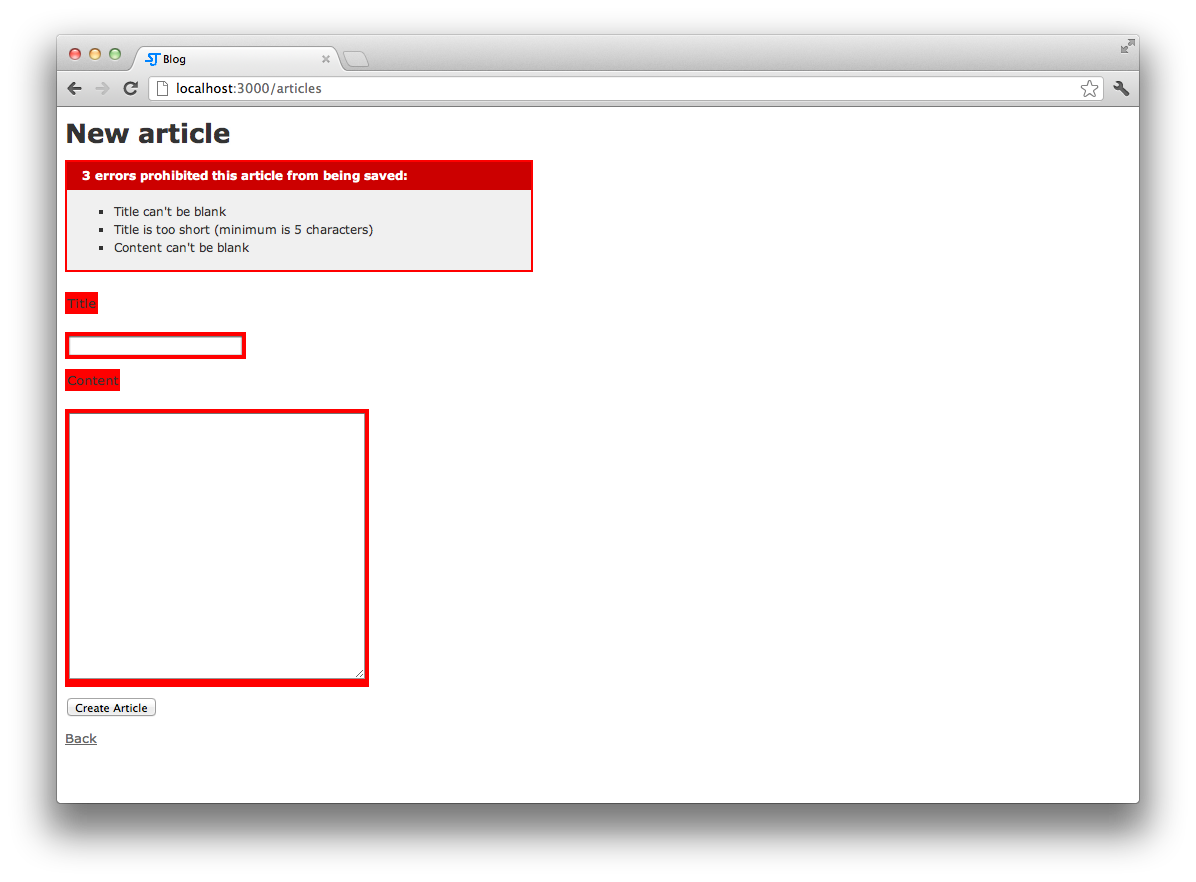 Blog
localhost:3000/articles
New article
3 errors prohibited this article from being saved:
Title can't be blank
Title is too short (minimum is 5 characters)
Content can't be blank
Title
Content
Create Article
Back